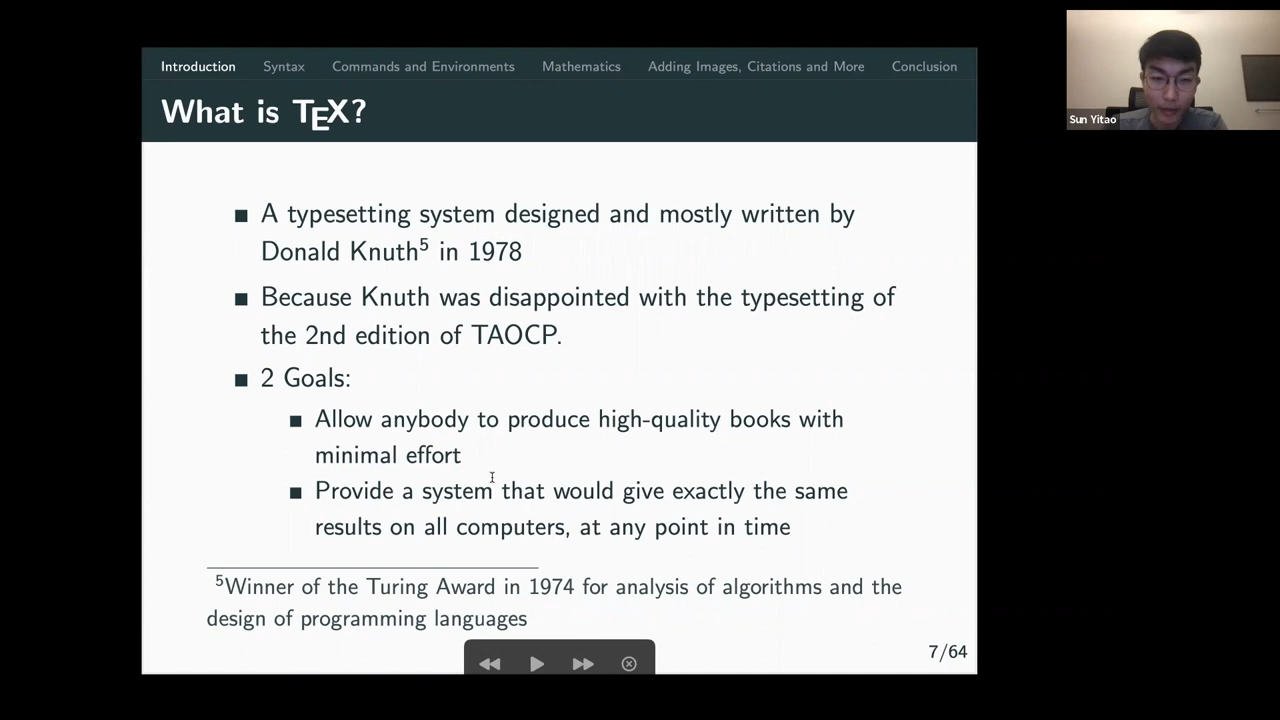 Introduction Syntax Commands and Environments Mathematics Adding Images, Citations and More Conclusion
What is TEX?
Sun Yitao
■ A typesetting system designed and mostly written by
Donald Knuth⁵ in 1978
■ Because Knuth was disappointed with the typesetting of
the 2nd edition of TAOCP.
■ 2 Goals:
■ Allow anybody to produce high-quality books with
minimal effort
■ Provide a system that would give exactly the same
results on all computers, at any point in time
⁵Winner of the Turing Award in 1974 for analysis of algorithms and the
design of programming languages
7/64